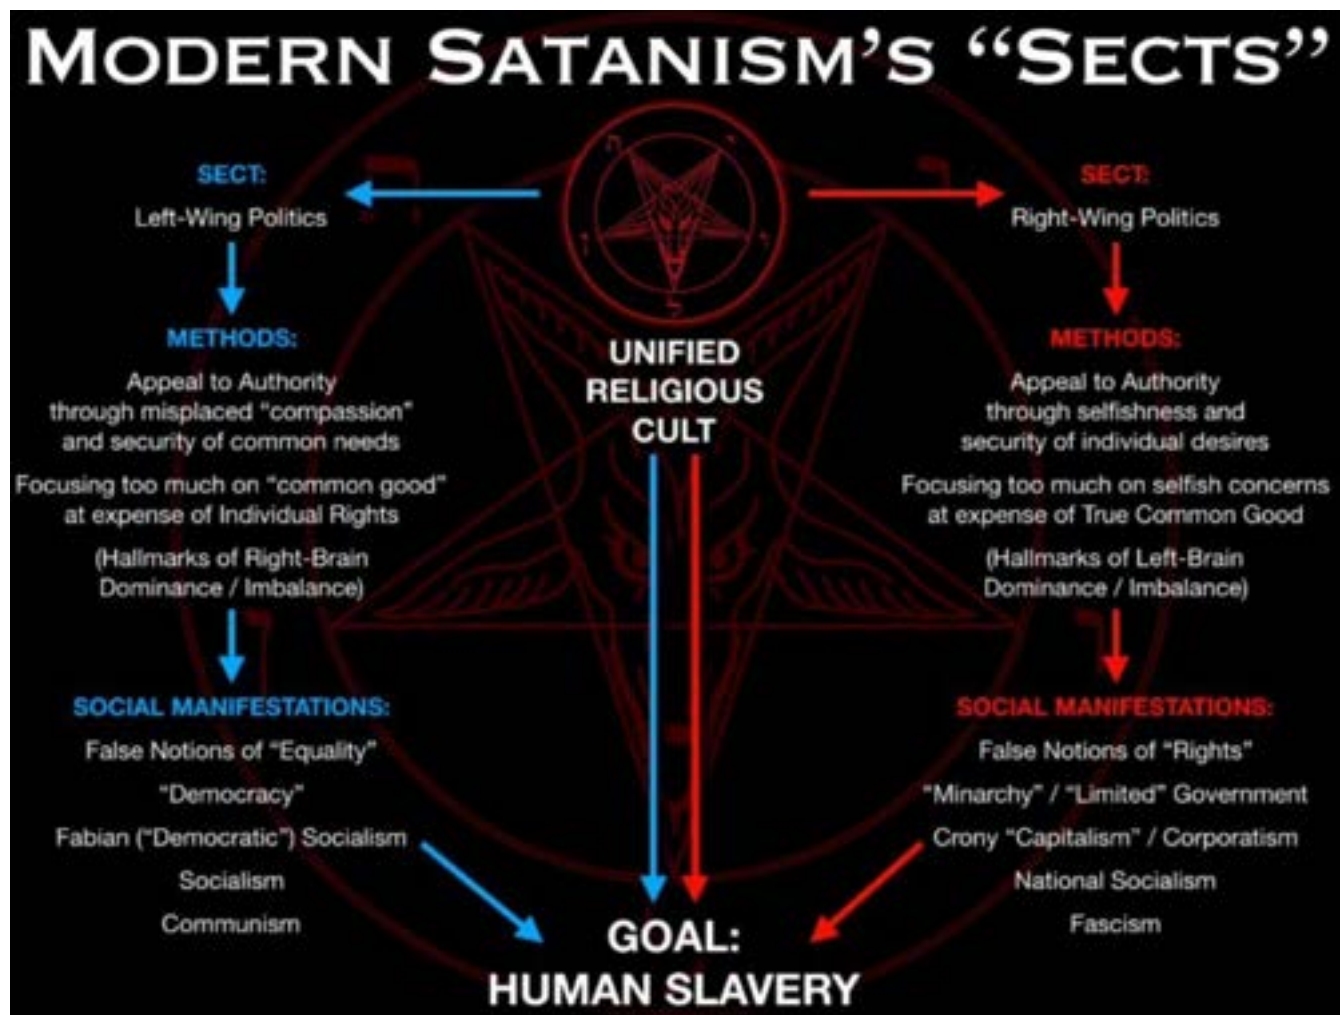 MODERN SATANISM'S “SECTS”
SECT:
Left-Wing Politics
METHODS:
Appeal to Authority
through misplaced “compassion”
and security of common needs
Focusing too much on “common good”
at expense of Individual Rights
(Hallmarks of Right-Brain
Dominance / Imbalance)
SOCIAL MANIFESTATIONS:
False Notions of “Equality”
“Democracy”
Fabian (“Democratic”) Socialism
Socialism
Communism
UNIFIED
RELIGIOUS
CULT
SECT:
Right-Wing Politics
METHODS:
Appeal to Authority
through selfishness and
security of individual desires
Focusing too much on selfish concerns
at expense of True Common Good
(Hallmarks of Left-Brain
Dominance / Imbalance)
SOCIAL MANIFESTATIONS:
False Notions of “Rights”
“Minarchy” / “Limited” Government
Crony “Capitalism” / Corporatism
National Socialism
Fascism
GOAL:
HUMAN SLAVERY